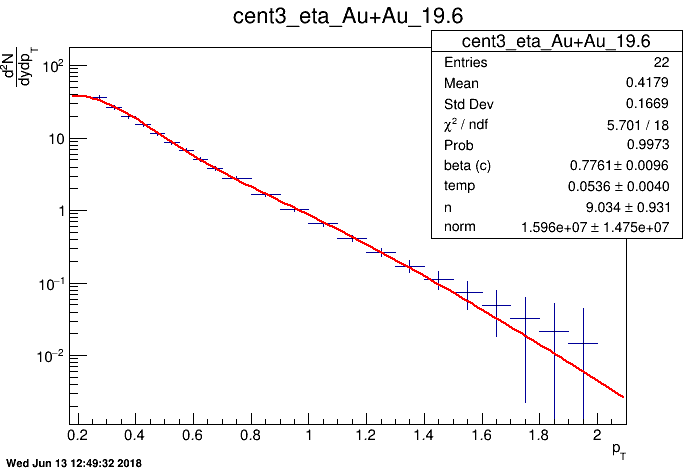 cent3_eta_Au+Au_19.6
d²N
dydp_T
cent3_eta_Au+Au_19.6
Entries 22
Mean 0.4179
Std Dev 0.1669
χ² / ndf 5.701 / 18
Prob 0.9973
beta (c) 0.7761 ± 0.0096
temp 0.0536 ± 0.0040
n 9.034 ± 0.931
norm 1.596e+07 ± 1.475e+07
10²
10
1
10⁻¹
10⁻²
0.2 0.4 0.6 0.8 1 1.2 1.4 1.6 1.8 2
p_T
Wed Jun 13 12:49:32 2018